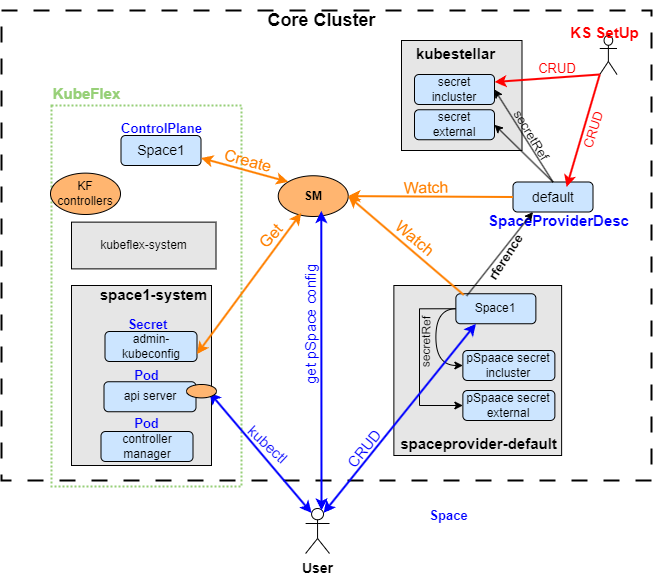 Core Cluster
KS SetUp
kubestellar
CRUD
secret
incluster
secret
external
secretRef
CRUD
KubeFlex
ControlPlane
Space1
Create
KF
controllers
SM
Watch
default
SpaceProviderDesc
kubeflex-system
Get
Watch
rference
space1-system
Secret
admin-
kubeconfig
Pod
api server
Pod
controller
manager
get pSpace config
Space1
secretRef
pSpaace secret
incluster
pSpaace secret
external
spaceprovider-default
kubectl
CRUD
Space
User